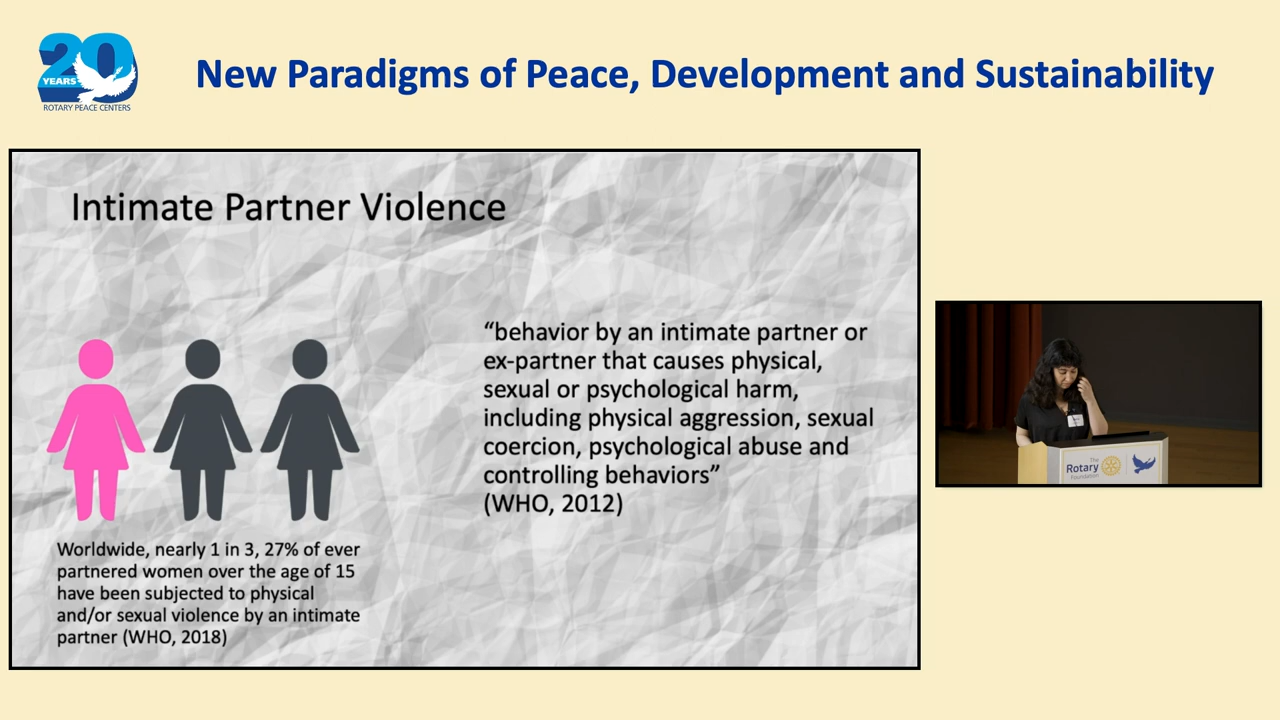 20
YEARS
ROTARY PEACE CENTERS
New Paradigms of Peace, Development and Sustainability
Intimate Partner Violence
Worldwide, nearly 1 in 3, 27% of ever
partnered women over the age of 15
have been subjected to physical
and/or sexual violence by an intimate
partner (WHO, 2018)
“behavior by an intimate partner or
ex-partner that causes physical,
sexual or psychological harm,
including physical aggression, sexual
coercion, psychological abuse and
controlling behaviors”
(WHO, 2012)
The
Rotary
Foundation